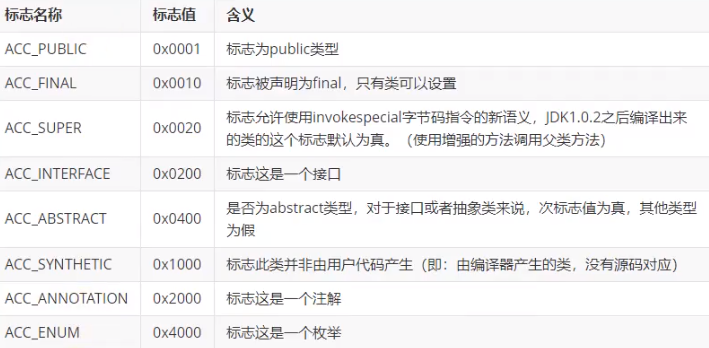 标志名称 标志值 含义
ACC_PUBLIC 0x0001 标志为public类型
ACC_FINAL 0x0010 标志被声明为final，只有类可以设置
ACC_SUPER 0x0020 标志允许使用invokespecial字节码指令的新语义，JDK1.0.2之后编译出来
的类的这个标志默认为真。（使用增强的方法调用父类方法）
ACC_INTERFACE 0x0200 标志这是一个接口
ACC_ABSTRACT 0x0400 是否为abstract类型，对于接口或者抽象类来说，次标志值为真，其他类型
为假
ACC_SYNTHETIC 0x1000 标志此类并非由用户代码产生（即：由编译器产生的类，没有源码对应）
ACC_ANNOTATION 0x2000 标志这是一个注解
ACC_ENUM 0x4000 标志这是一个枚举